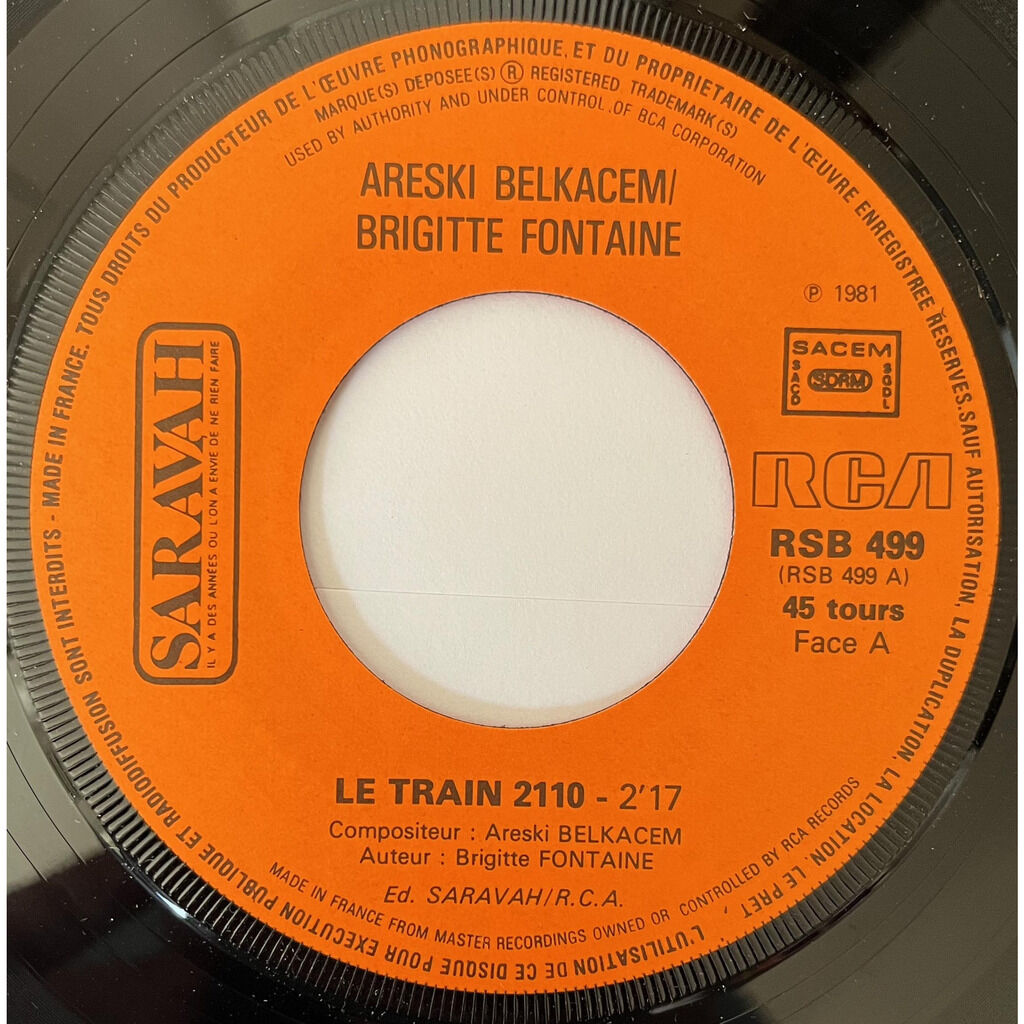 TOUS DROITS DU PRODUCTEUR DE L'ŒUVRE PHONOGRAPHIQUE, ET DU PROPRIETAIRE DE L'ŒUVRE ENREGISTREE RESERVES. SAUF AUTORISATION, LA DUPLICATION, LA LOCATION, LE PRET, L'UTILISATION DE CE DISQUE POUR EXECUTION PUBLIQUE ET RADIODIFFUSION SONT INTERDITS - MADE IN FRANCE.
MARQUE(S) DEPOSEE(S) ® REGISTERED TRADEMARK(S)
USED BY AUTHORITY AND UNDER CONTROL.OF BCA CORPORATION
ARESKI BELKACEM/
BRIGITTE FONTAINE
℗ 1981
SACEM
SACD
SDRM
SGDL
RCA
RSB 499
(RSB 499 A)
45 tours
Face A
SARAVAH
IL Y A DES ANNÉES OU L'ON A ENVIE DE NE RIEN FAIRE
LE TRAIN 2110 - 2'17
Compositeur : Areski BELKACEM
Auteur : Brigitte FONTAINE
Ed. SARAVAH/R.C.A.
MADE IN FRANCE FROM MASTER RECORDINGS OWNED OR CONTROLLED BY RCA RECORDS